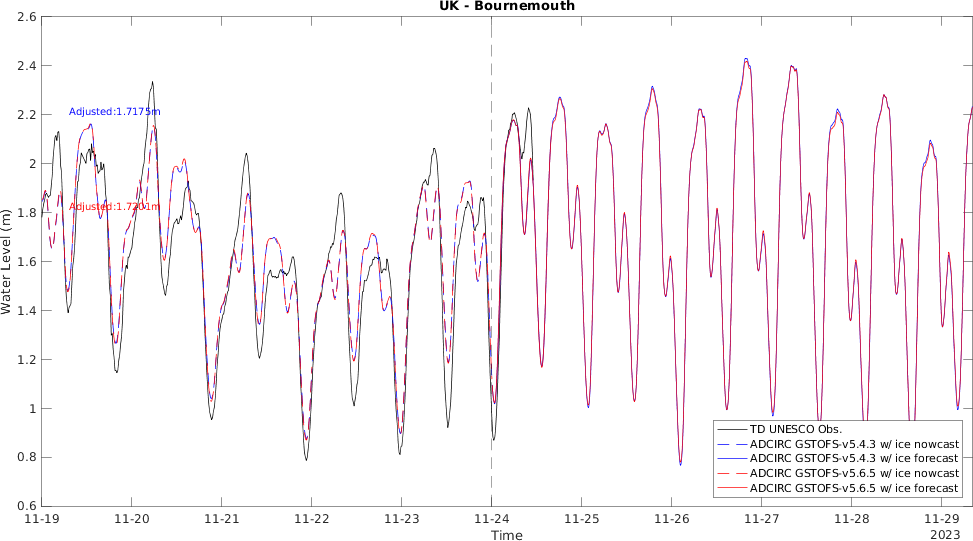 UK - Bournemouth
2.6
2.4
2.2
2
1.8
1.6
1.4
1.2
1
0.8
0.6
Water Level (m)
Adjusted:1.7175m
Adjusted:1.7201m
TD UNESCO Obs.
ADCIRC GSTOFS-v5.4.3 w/ ice nowcast
ADCIRC GSTOFS-v5.4.3 w/ ice forecast
ADCIRC GSTOFS-v5.6.5 w/ ice nowcast
ADCIRC GSTOFS-v5.6.5 w/ ice forecast
11-19 11-20 11-21 11-22 11-23 11-24 11-25 11-26 11-27 11-28 11-29
Time 2023